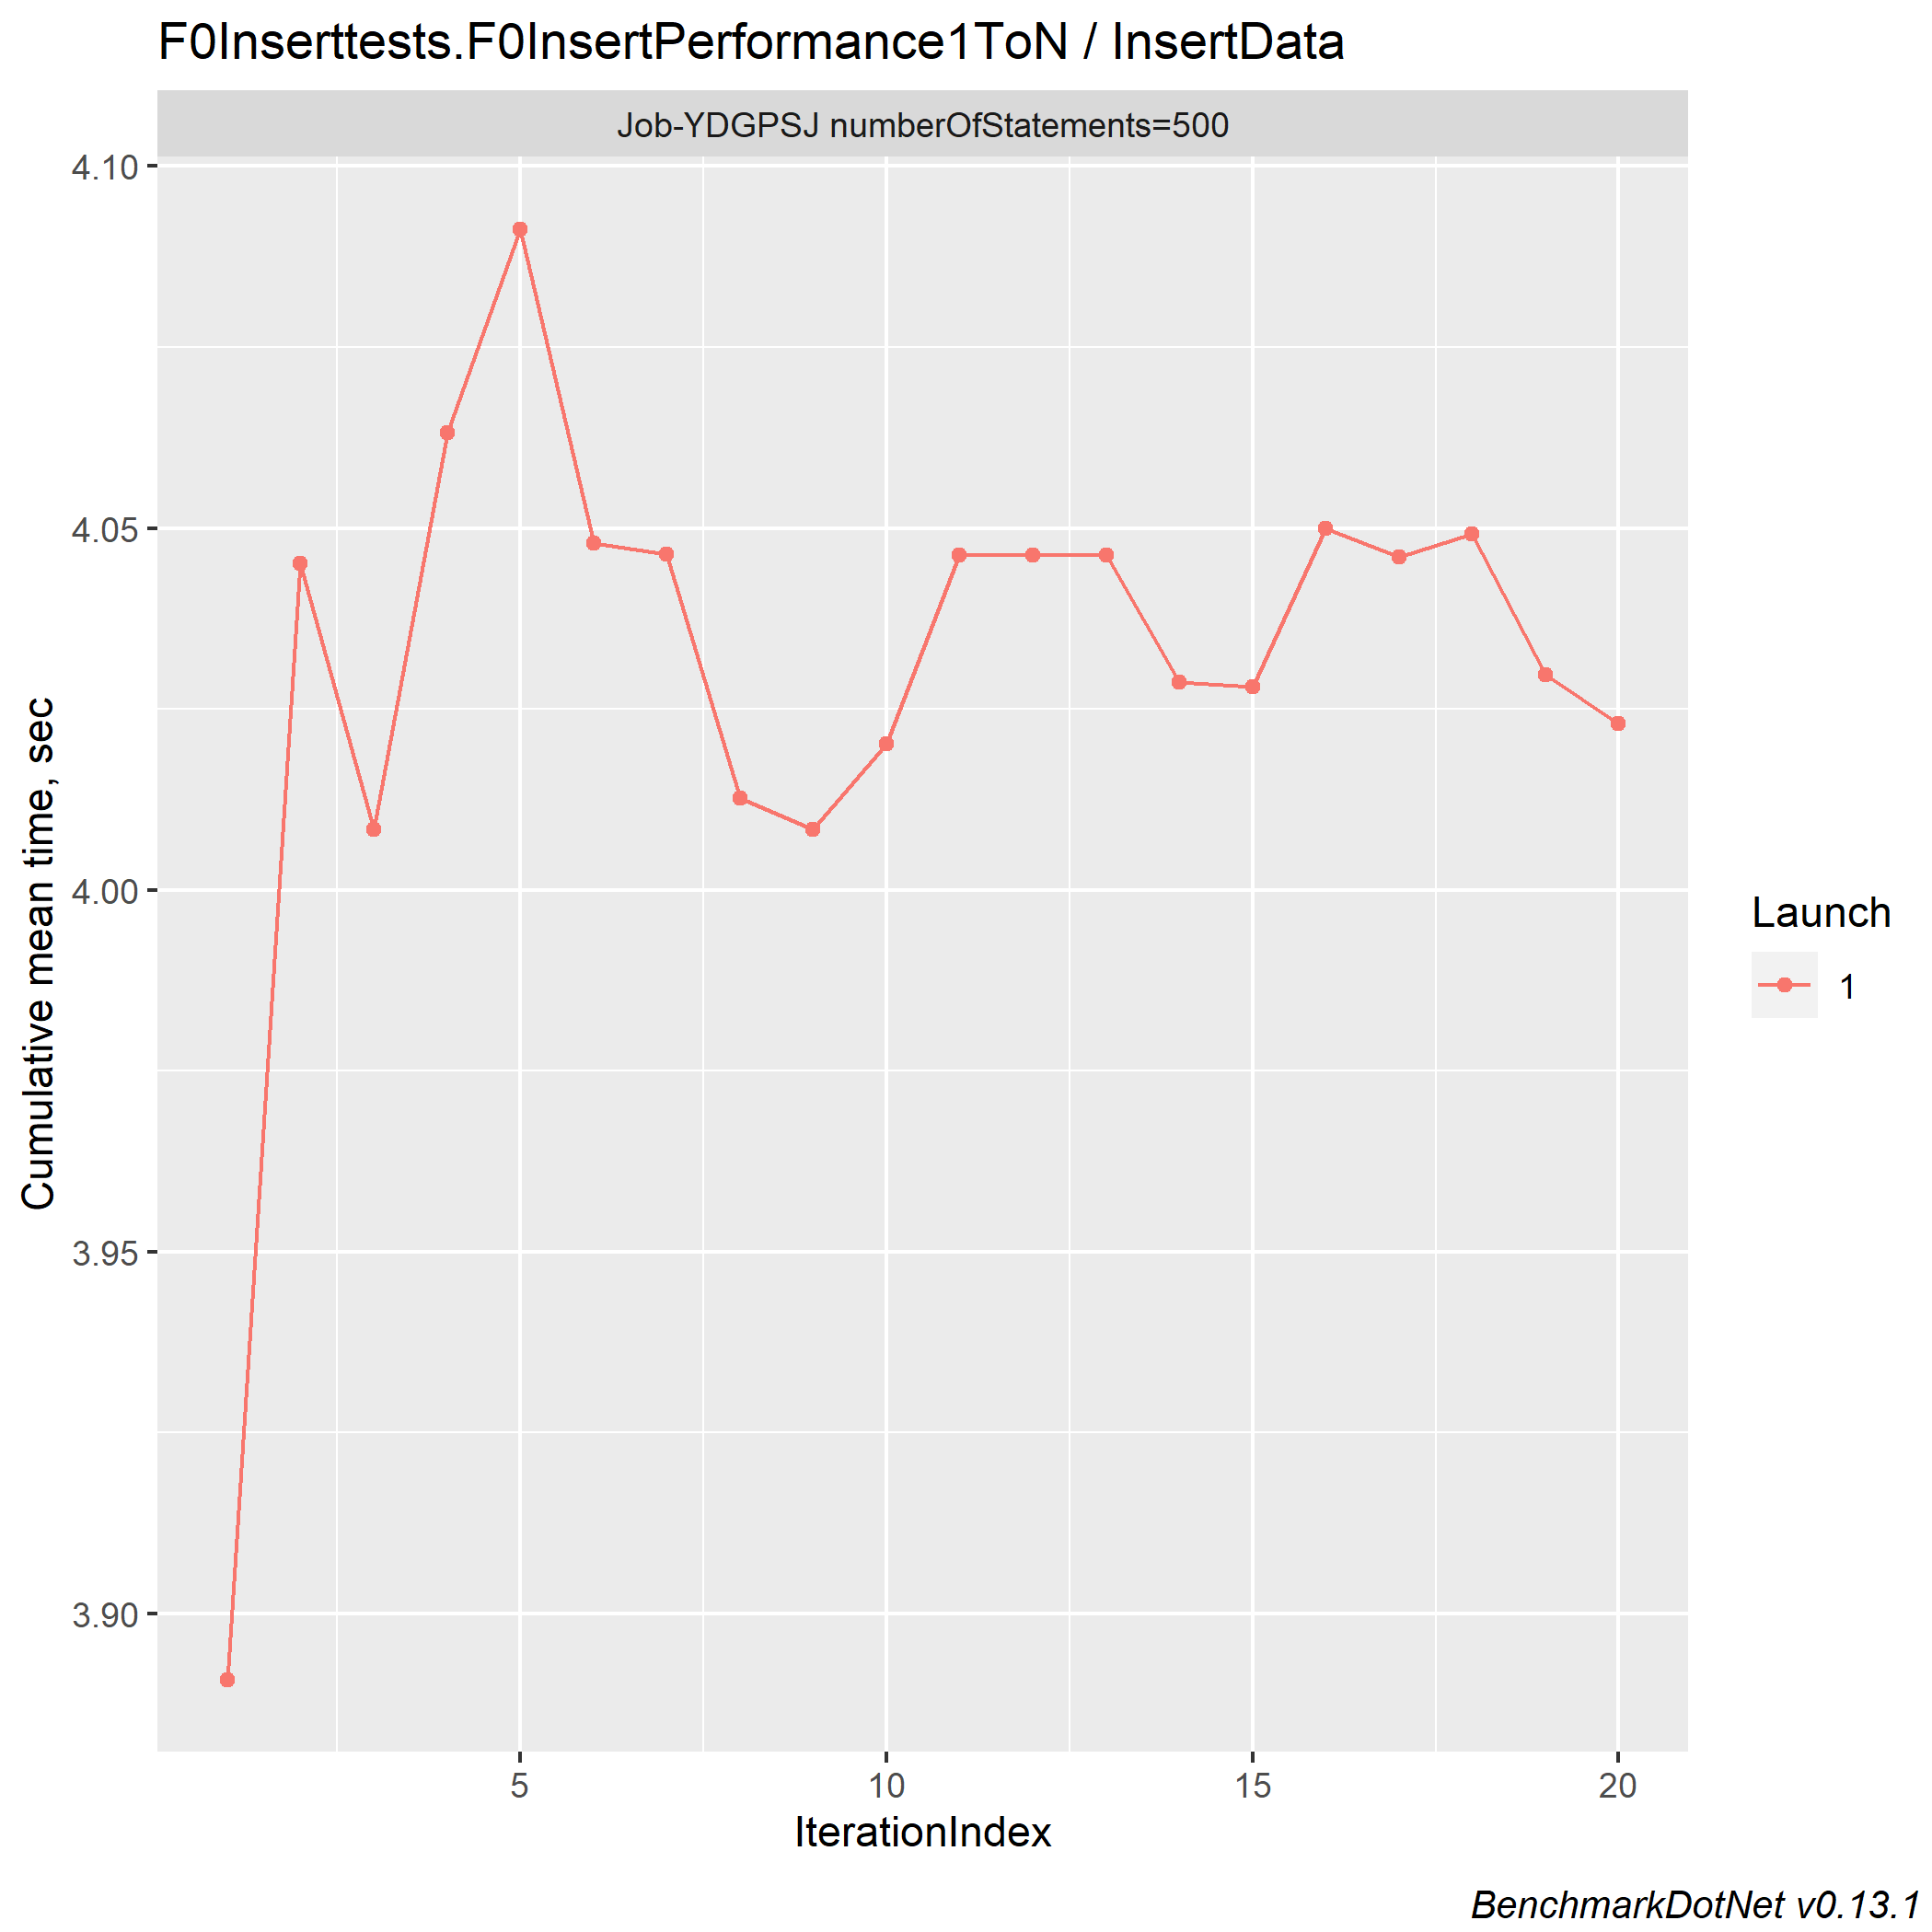 F0Inserttests.F0InsertPerformance1ToN / InsertData
Job-YDGPSJ numberOfStatements=500
Cumulative mean time, sec
4.10
4.05
4.00
3.95
3.90
5 10 15 20
IterationIndex
Launch
1
BenchmarkDotNet v0.13.1